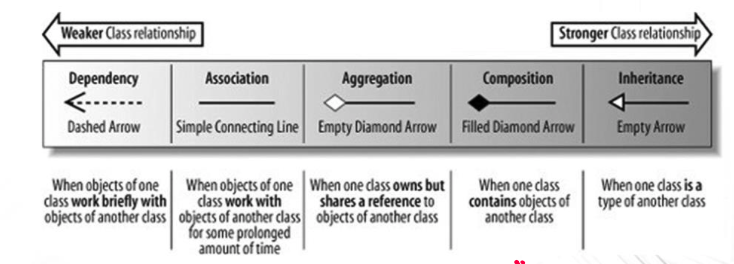 Weaker Class relationship
Stronger Class relationship
Dependency
Dashed Arrow
When objects of one
class work briefly with
objects of another class
Association
Simple Connecting Line
When objects of one
class work with
objects of another class
for some prolonged
amount of time
Aggregation
Empty Diamond Arrow
When one class owns but
shares a reference to
objects of another class
Composition
Filled Diamond Arrow
When one class
contains objects of
another class
Inheritance
Empty Arrow
When one class is a
type of another class